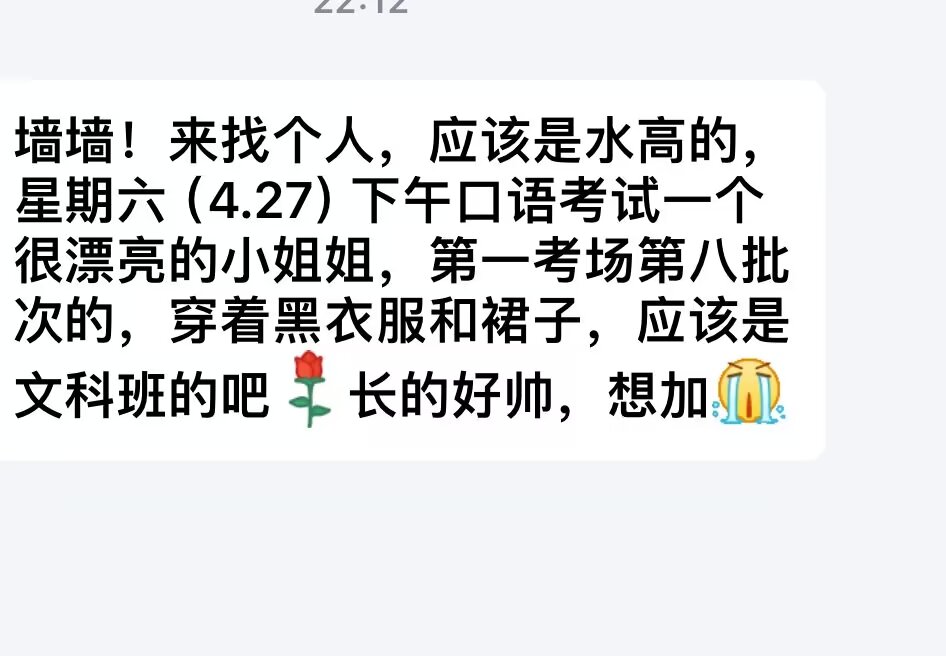 22:12
墙墙！来找个人，应该是水高的，
星期六（4.27）下午口语考试一个
很漂亮的小姐姐，第一考场第八批
次的，穿着黑衣服和裙子，应该是
文科班的吧🌹长的好帅，想加😭